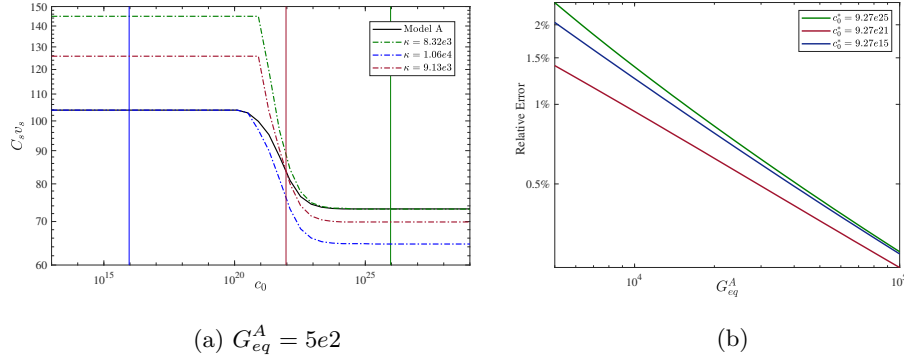 150
140
130
120
110
100
90
80
70
60
C_s v_s
10^15
10^20
10^25
c_0
Model A
κ = 8.32e3
κ = 1.06e4
κ = 9.13e3
(a) G^A_eq = 5e2
2%
1.5%
1%
0.5%
Relative Error
10^4
G^A_eq
c*_0 = 9.27e25
c*_0 = 9.27e21
c*_0 = 9.27e15
(b)